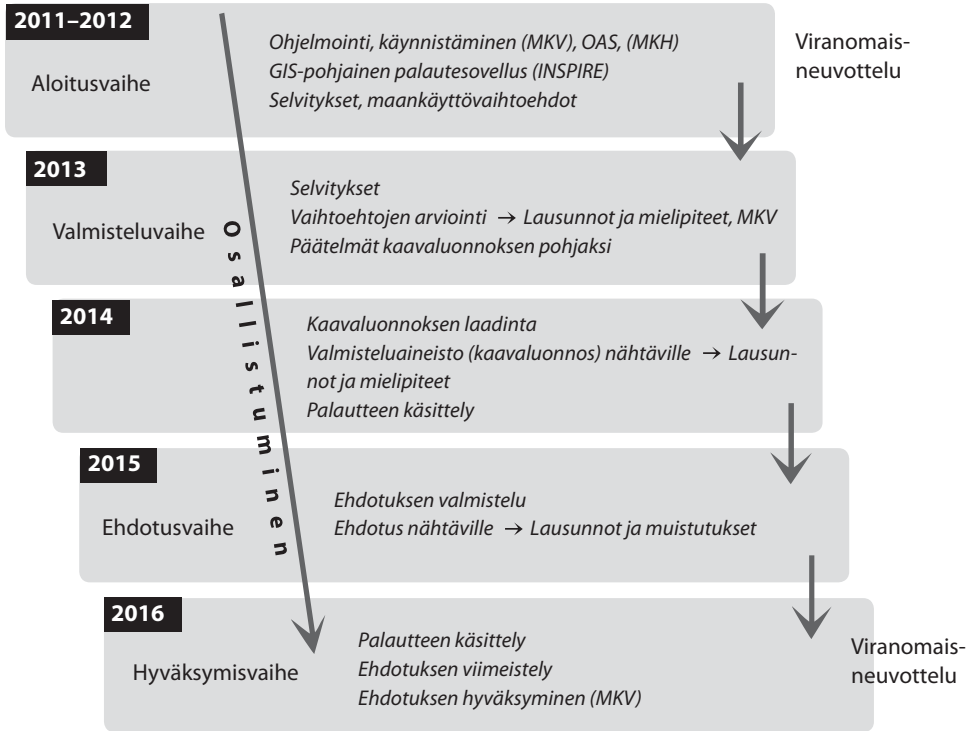 2011–2012
Aloitusvaihe
Ohjelmointi, käynnistäminen (MKV), OAS, (MKH)
GIS-pohjainen palautesovellus (INSPIRE)
Selvitykset, maankäyttövaihtoehdot
Viranomais-
neuvottelu
2013
Valmisteluvaihe
Selvitykset
Vaihtoehtojen arviointi → Lausunnot ja mielipiteet, MKV
Päätelmät kaavaluonnoksen pohjaksi
Osallistuminen
2014
Kaavaluonnoksen laadinta
Valmisteluaineisto (kaavaluonnos) nähtäville → Lausun-
not ja mielipiteet
Palautteen käsittely
2015
Ehdotusvaihe
Ehdotuksen valmistelu
Ehdotus nähtäville → Lausunnot ja muistutukset
2016
Hyväksymisvaihe
Palautteen käsittely
Ehdotuksen viimeistely
Ehdotuksen hyväksyminen (MKV)
Viranomais-
neuvottelu